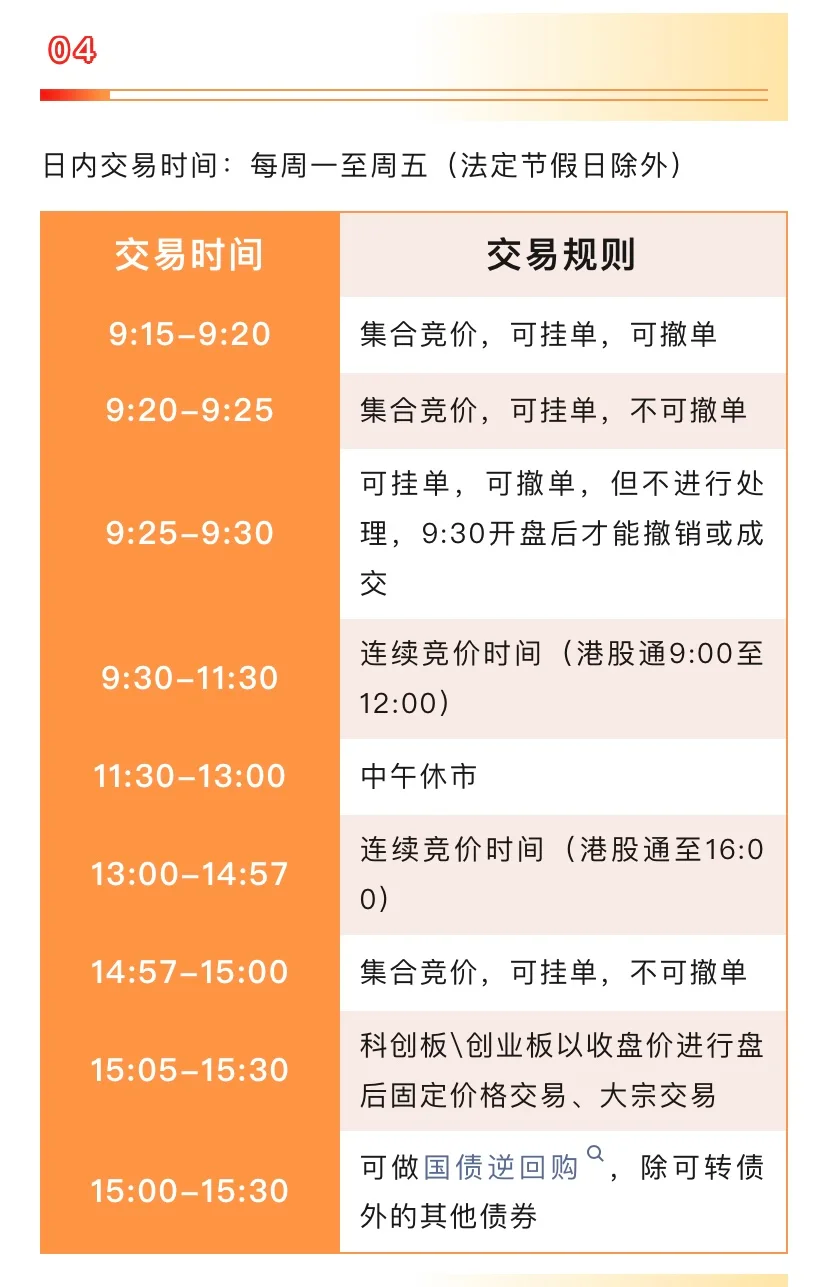 04
日内交易时间：每周一至周五（法定节假日除外）
交易时间 交易规则
9:15–9:20 集合竞价，可挂单，可撤单
9:20–9:25 集合竞价，可挂单，不可撤单
9:25–9:30
可挂单，可撤单，但不进行处
理，9:30开盘后才能撤销或成
交
9:30–11:30
连续竞价时间（港股通9:00至
12:00）
11:30–13:00 中午休市
13:00–14:57
连续竞价时间（港股通至16:0
0）
14:57–15:00 集合竞价，可挂单，不可撤单
15:05–15:30
科创板\创业板以收盘价进行盘
后固定价格交易、大宗交易
15:00–15:30
可做国债逆回购，除可转债
外的其他债券